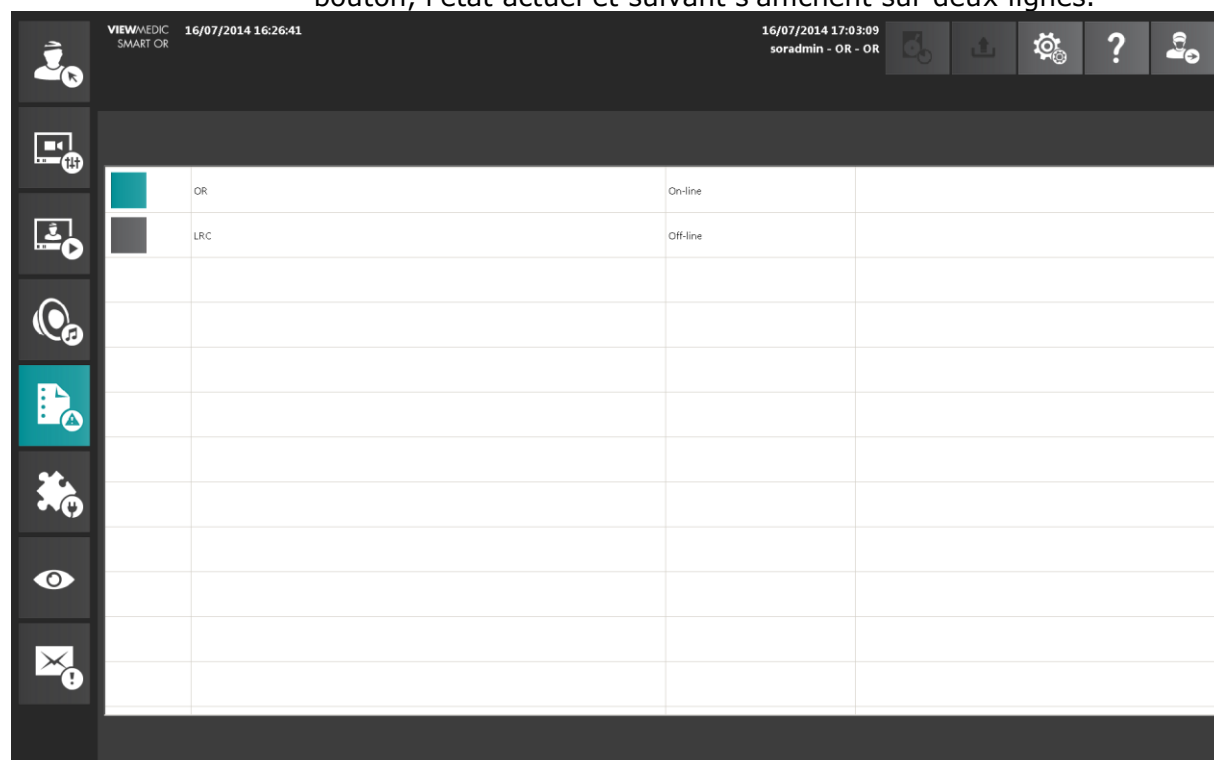 bouton, l'état actuel et suivant s'affichent sur deux lignes.
VIEWMEDIC 16/07/2014 16:26:41
SMART OR
16/07/2014 17:03:09
soradmin - OR - OR
?
OR On-line
LRC Off-line